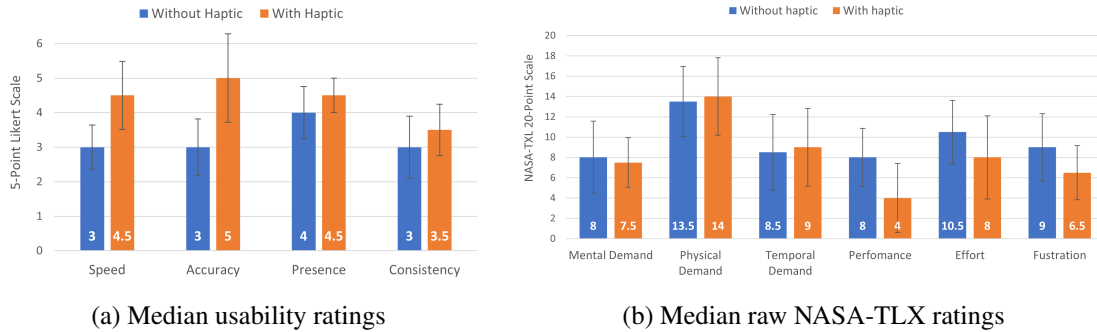 Without Haptic With Haptic
5-Point Likert Scale
6
5
4
3
2
1
0
3 4.5 3 5 4 4.5 3 3.5
Speed Accuracy Presence Consistency
(a) Median usability ratings
Without haptic With haptic
NASA-TXL 20-Point Scale
20
18
16
14
12
10
8
6
4
2
0
8 7.5 13.5 14 8.5 9 8 4 10.5 8 9 6.5
Mental Demand Physical Demand Temporal Demand Perfomance Effort Fustration
(b) Median raw NASA-TLX ratings